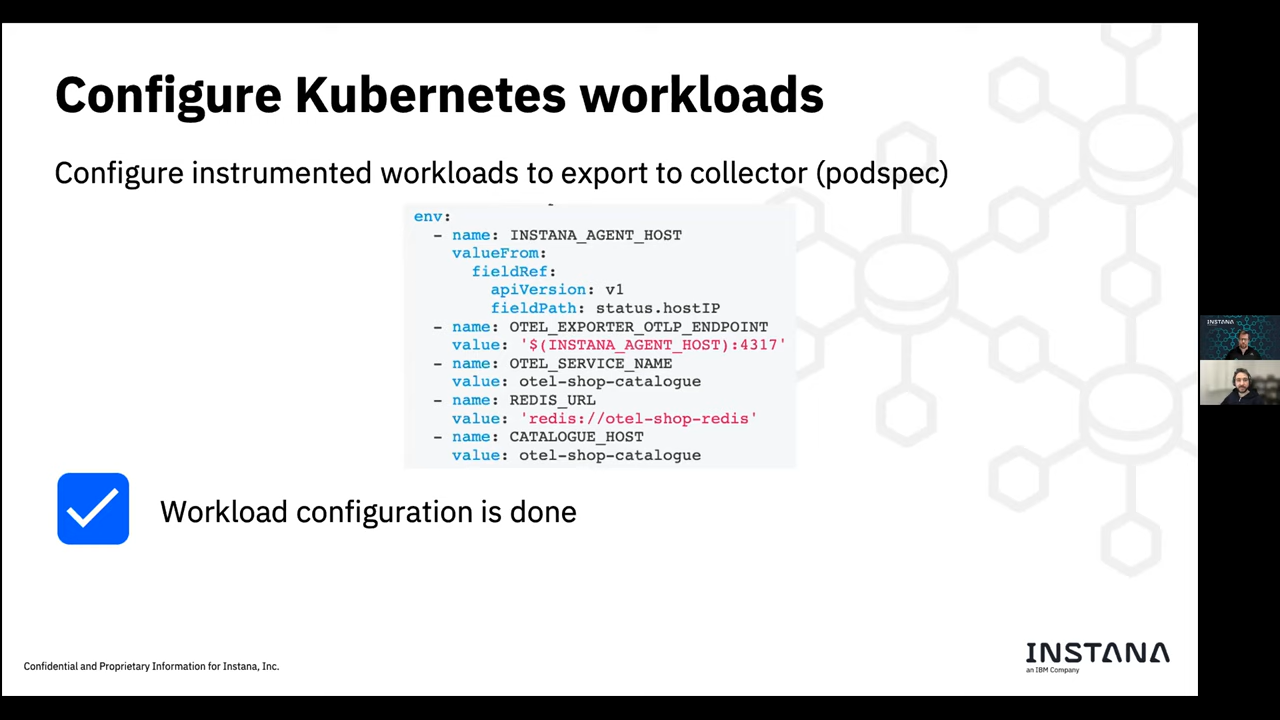 Configure Kubernetes workloads
Configure instrumented workloads to export to collector (podspec)
env:
- name: INSTANA_AGENT_HOST
valueFrom:
fieldRef:
apiVersion: v1
fieldPath: status.hostIP
- name: OTEL_EXPORTER_OTLP_ENDPOINT
value: '$(INSTANA_AGENT_HOST):4317'
- name: OTEL_SERVICE_NAME
value: otel-shop-catalogue
- name: REDIS_URL
value: 'redis://otel-shop-redis'
- name: CATALOGUE_HOST
value: otel-shop-catalogue
Workload configuration is done
Confidential and Proprietary Information for Instana, Inc.
INSTANA
an IBM Company
INSTANA